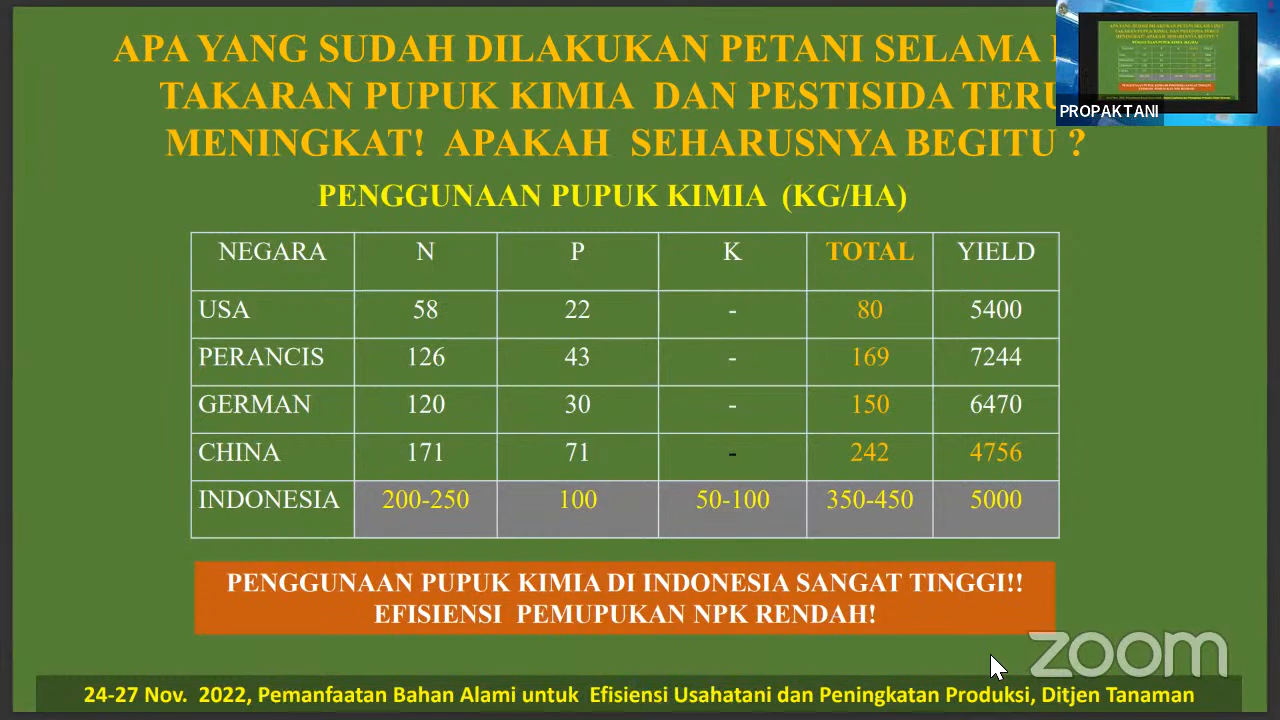 APA YANG SUDAH DILAKUKAN PETANI SELAMA
TAKARAN PUPUK KIMIA DAN PESTISIDA TERU
MENINGKAT! APAKAH SEHARUSNYA BEGITU ?
PROPAKTANI
PENGGUNAAN PUPUK KIMIA (KG/HA)
NEGARA N P K TOTAL YIELD
USA 58 22 - 80 5400
PERANCIS 126 43 - 169 7244
GERMAN 120 30 - 150 6470
CHINA 171 71 - 242 4756
INDONESIA 200-250 100 50-100 350-450 5000
PENGGUNAAN PUPUK KIMIA DI INDONESIA SANGAT TINGGI!!
EFISIENSI PEMUPUKAN NPK RENDAH!
zoom
24-27 Nov. 2022, Pemanfaatan Bahan Alami untuk Efisiensi Usahatani dan Peningkatan Produksi, Ditjen Tanaman